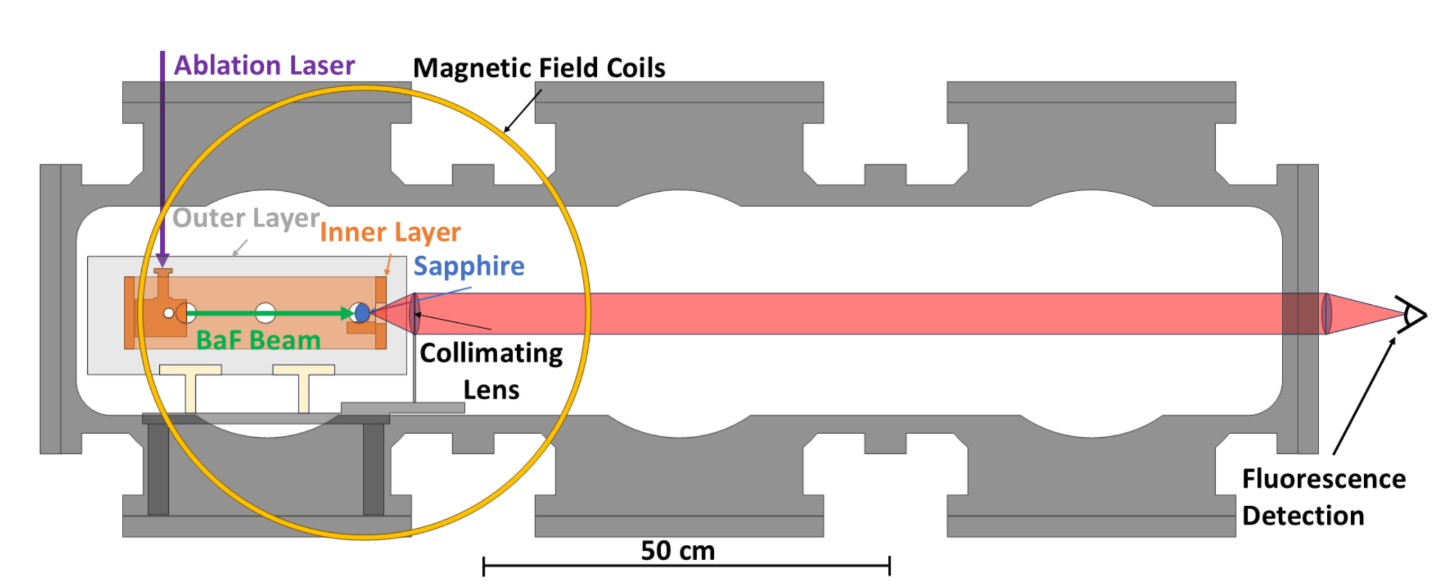 Ablation Laser
Magnetic Field Coils
Outer Layer
Inner Layer
Sapphire
BaF Beam
Collimating
Lens
Fluorescence
Detection
50 cm